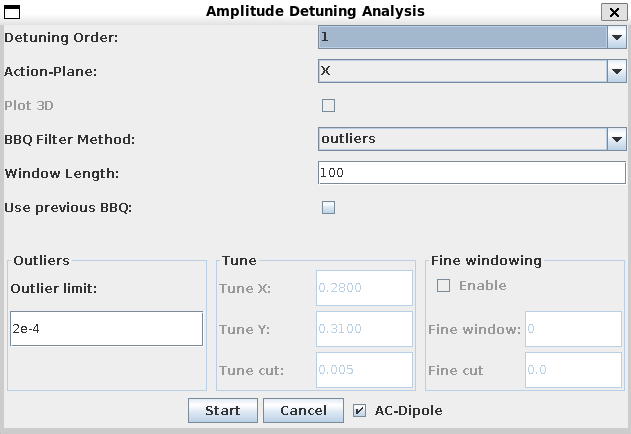 Amplitude Detuning Analysis
Detuning Order: 1
Action-Plane: X
Plot 3D
BBQ Filter Method: outliers
Window Length: 100
Use previous BBQ:
Outliers
Outlier limit:
2e-4
Tune
Tune X: 0.2800
Tune Y: 0.3100
Tune cut: 0.005
Fine windowing
Enable
Fine window: 0
Fine cut 0.0
Start Cancel AC-Dipole